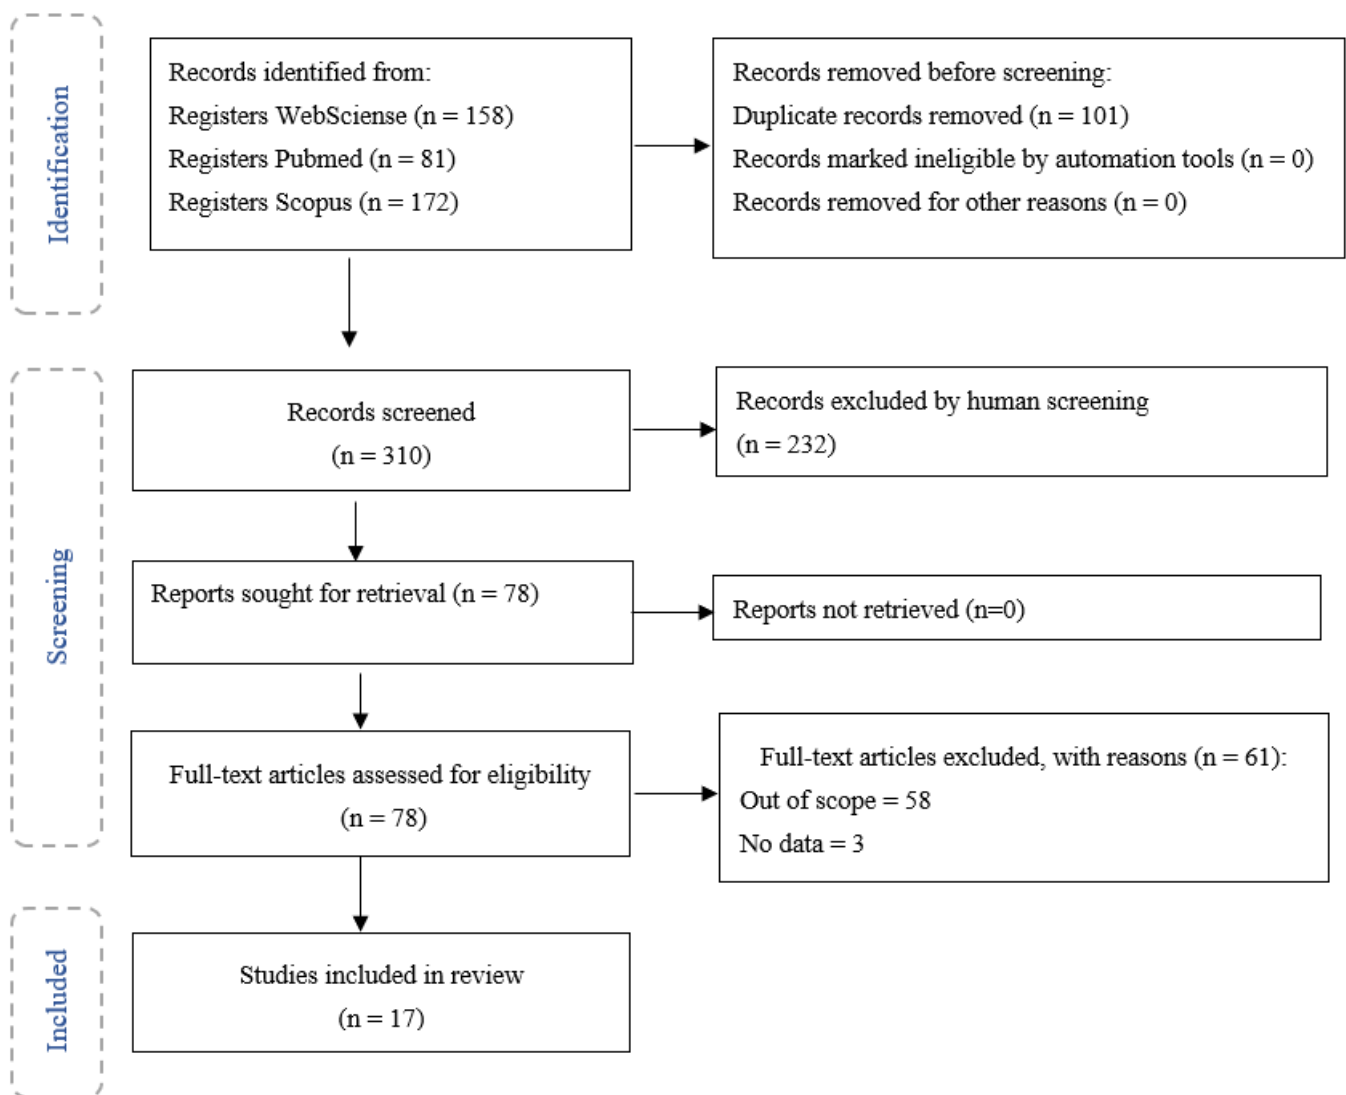 Identification
Records identified from:
Registers WebSciense (n = 158)
Registers Pubmed (n = 81)
Registers Scopus (n = 172)
Records removed before screening:
Duplicate records removed (n = 101)
Records marked ineligible by automation tools (n = 0)
Records removed for other reasons (n = 0)
Screening
Records screened
(n = 310)
Records excluded by human screening
(n = 232)
Reports sought for retrieval (n = 78)
Reports not retrieved (n=0)
Full-text articles assessed for eligibility
(n = 78)
Full-text articles excluded, with reasons (n = 61):
Out of scope = 58
No data = 3
Included
Studies included in review
(n = 17)